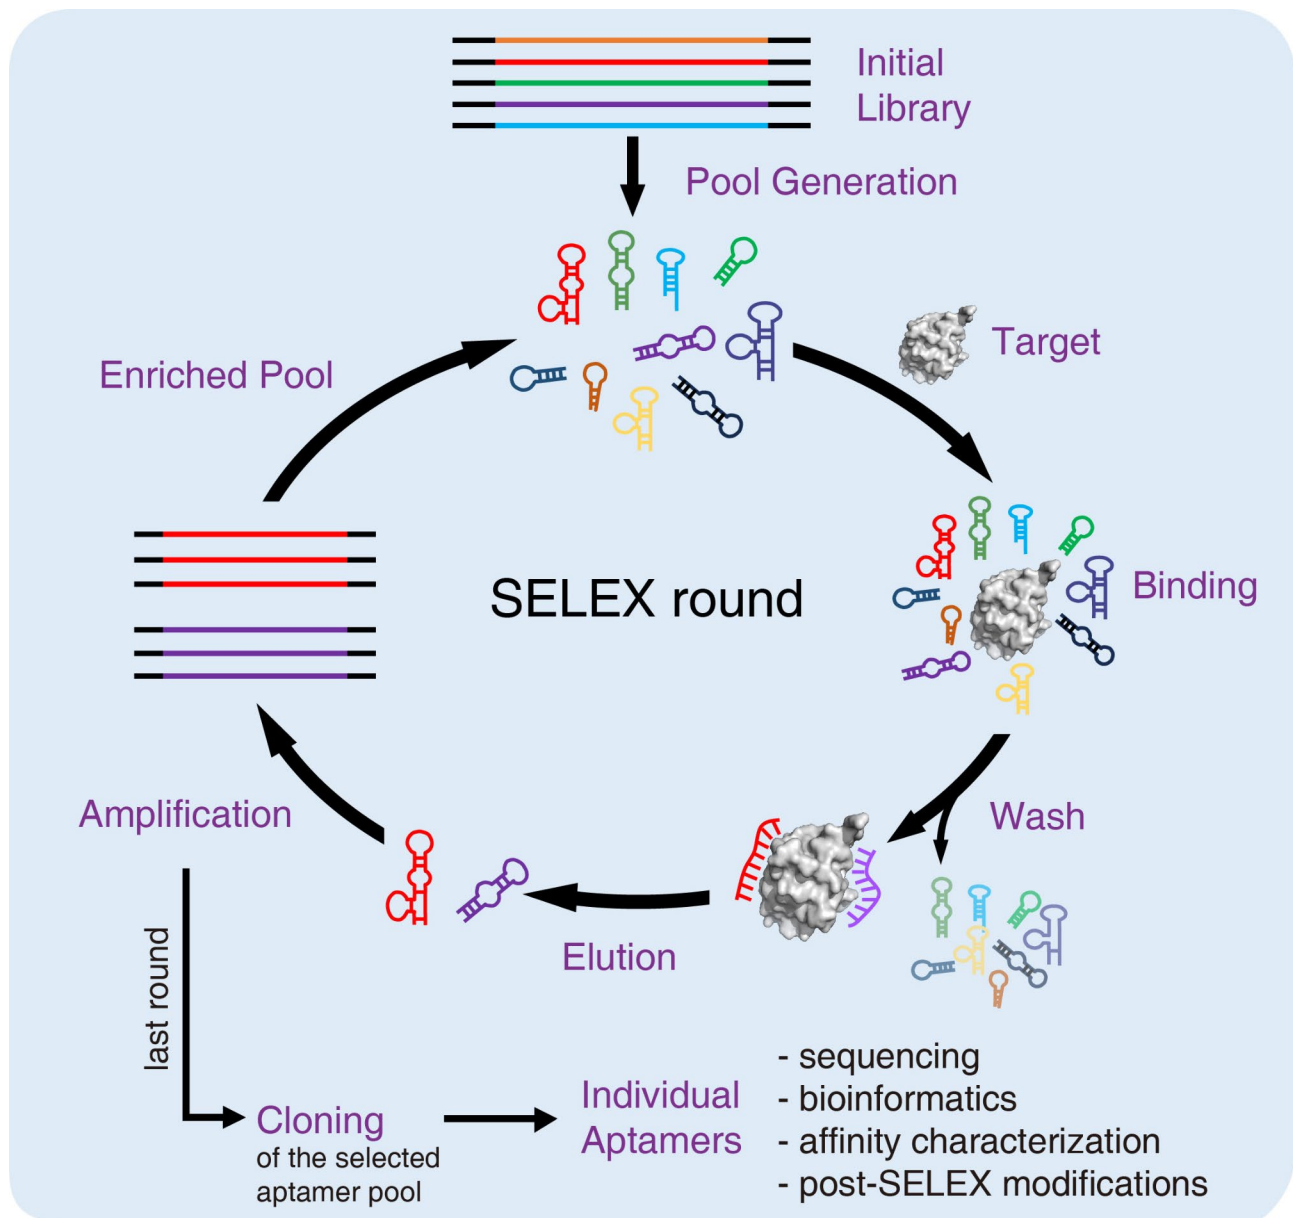 Initial
Library
Pool Generation
Enriched Pool
Target
SELEX round
Binding
Amplification
Wash
Elution
last round
Cloning
of the selected
aptamer pool
Individual
Aptamers
- sequencing
- bioinformatics
- affinity characterization
- post-SELEX modifications